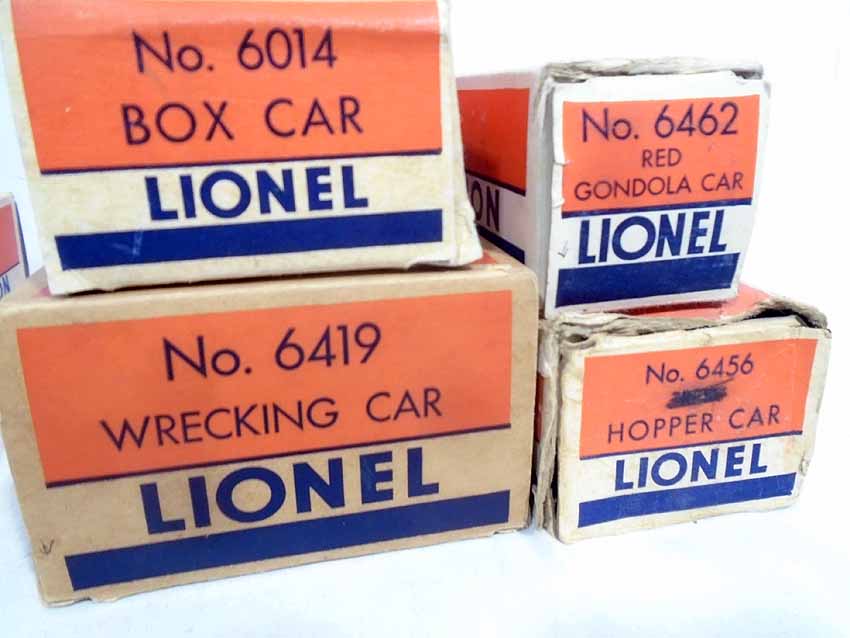 No. 6014
BOX CAR
LIONEL
No. 6462
RED
GONDOLA CAR
LIONEL
No. 6419
WRECKING CAR
LIONEL
No. 6456
HOPPER CAR
LIONEL